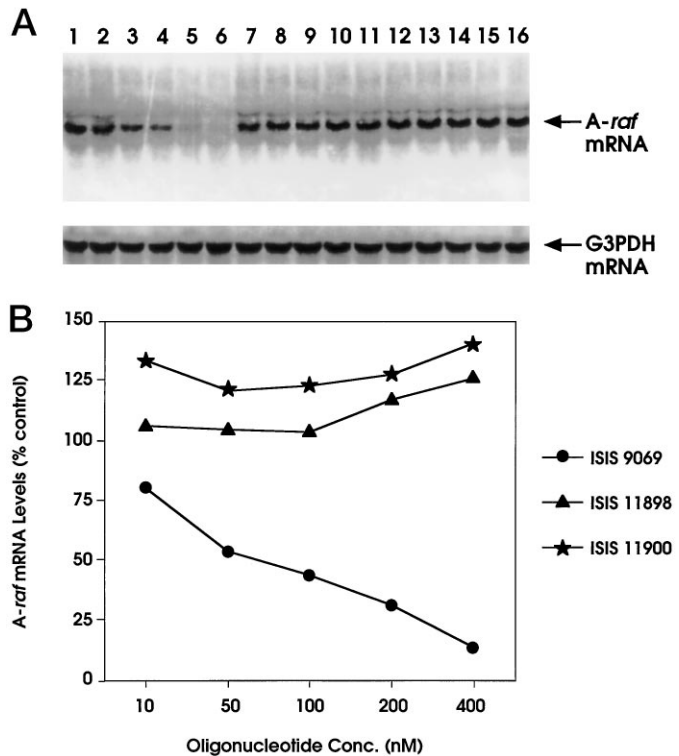 A
1 2 3 4 5 6 7 8 9 10 11 12 13 14 15 16
A-raf
mRNA
G3PDH
mRNA
B
150
125
100
75
50
25
0
A-raf mRNA Levels (% control)
10 50 100 200 400
Oligonucleotide Conc. (nM)
ISIS 9069
ISIS 11898
ISIS 11900